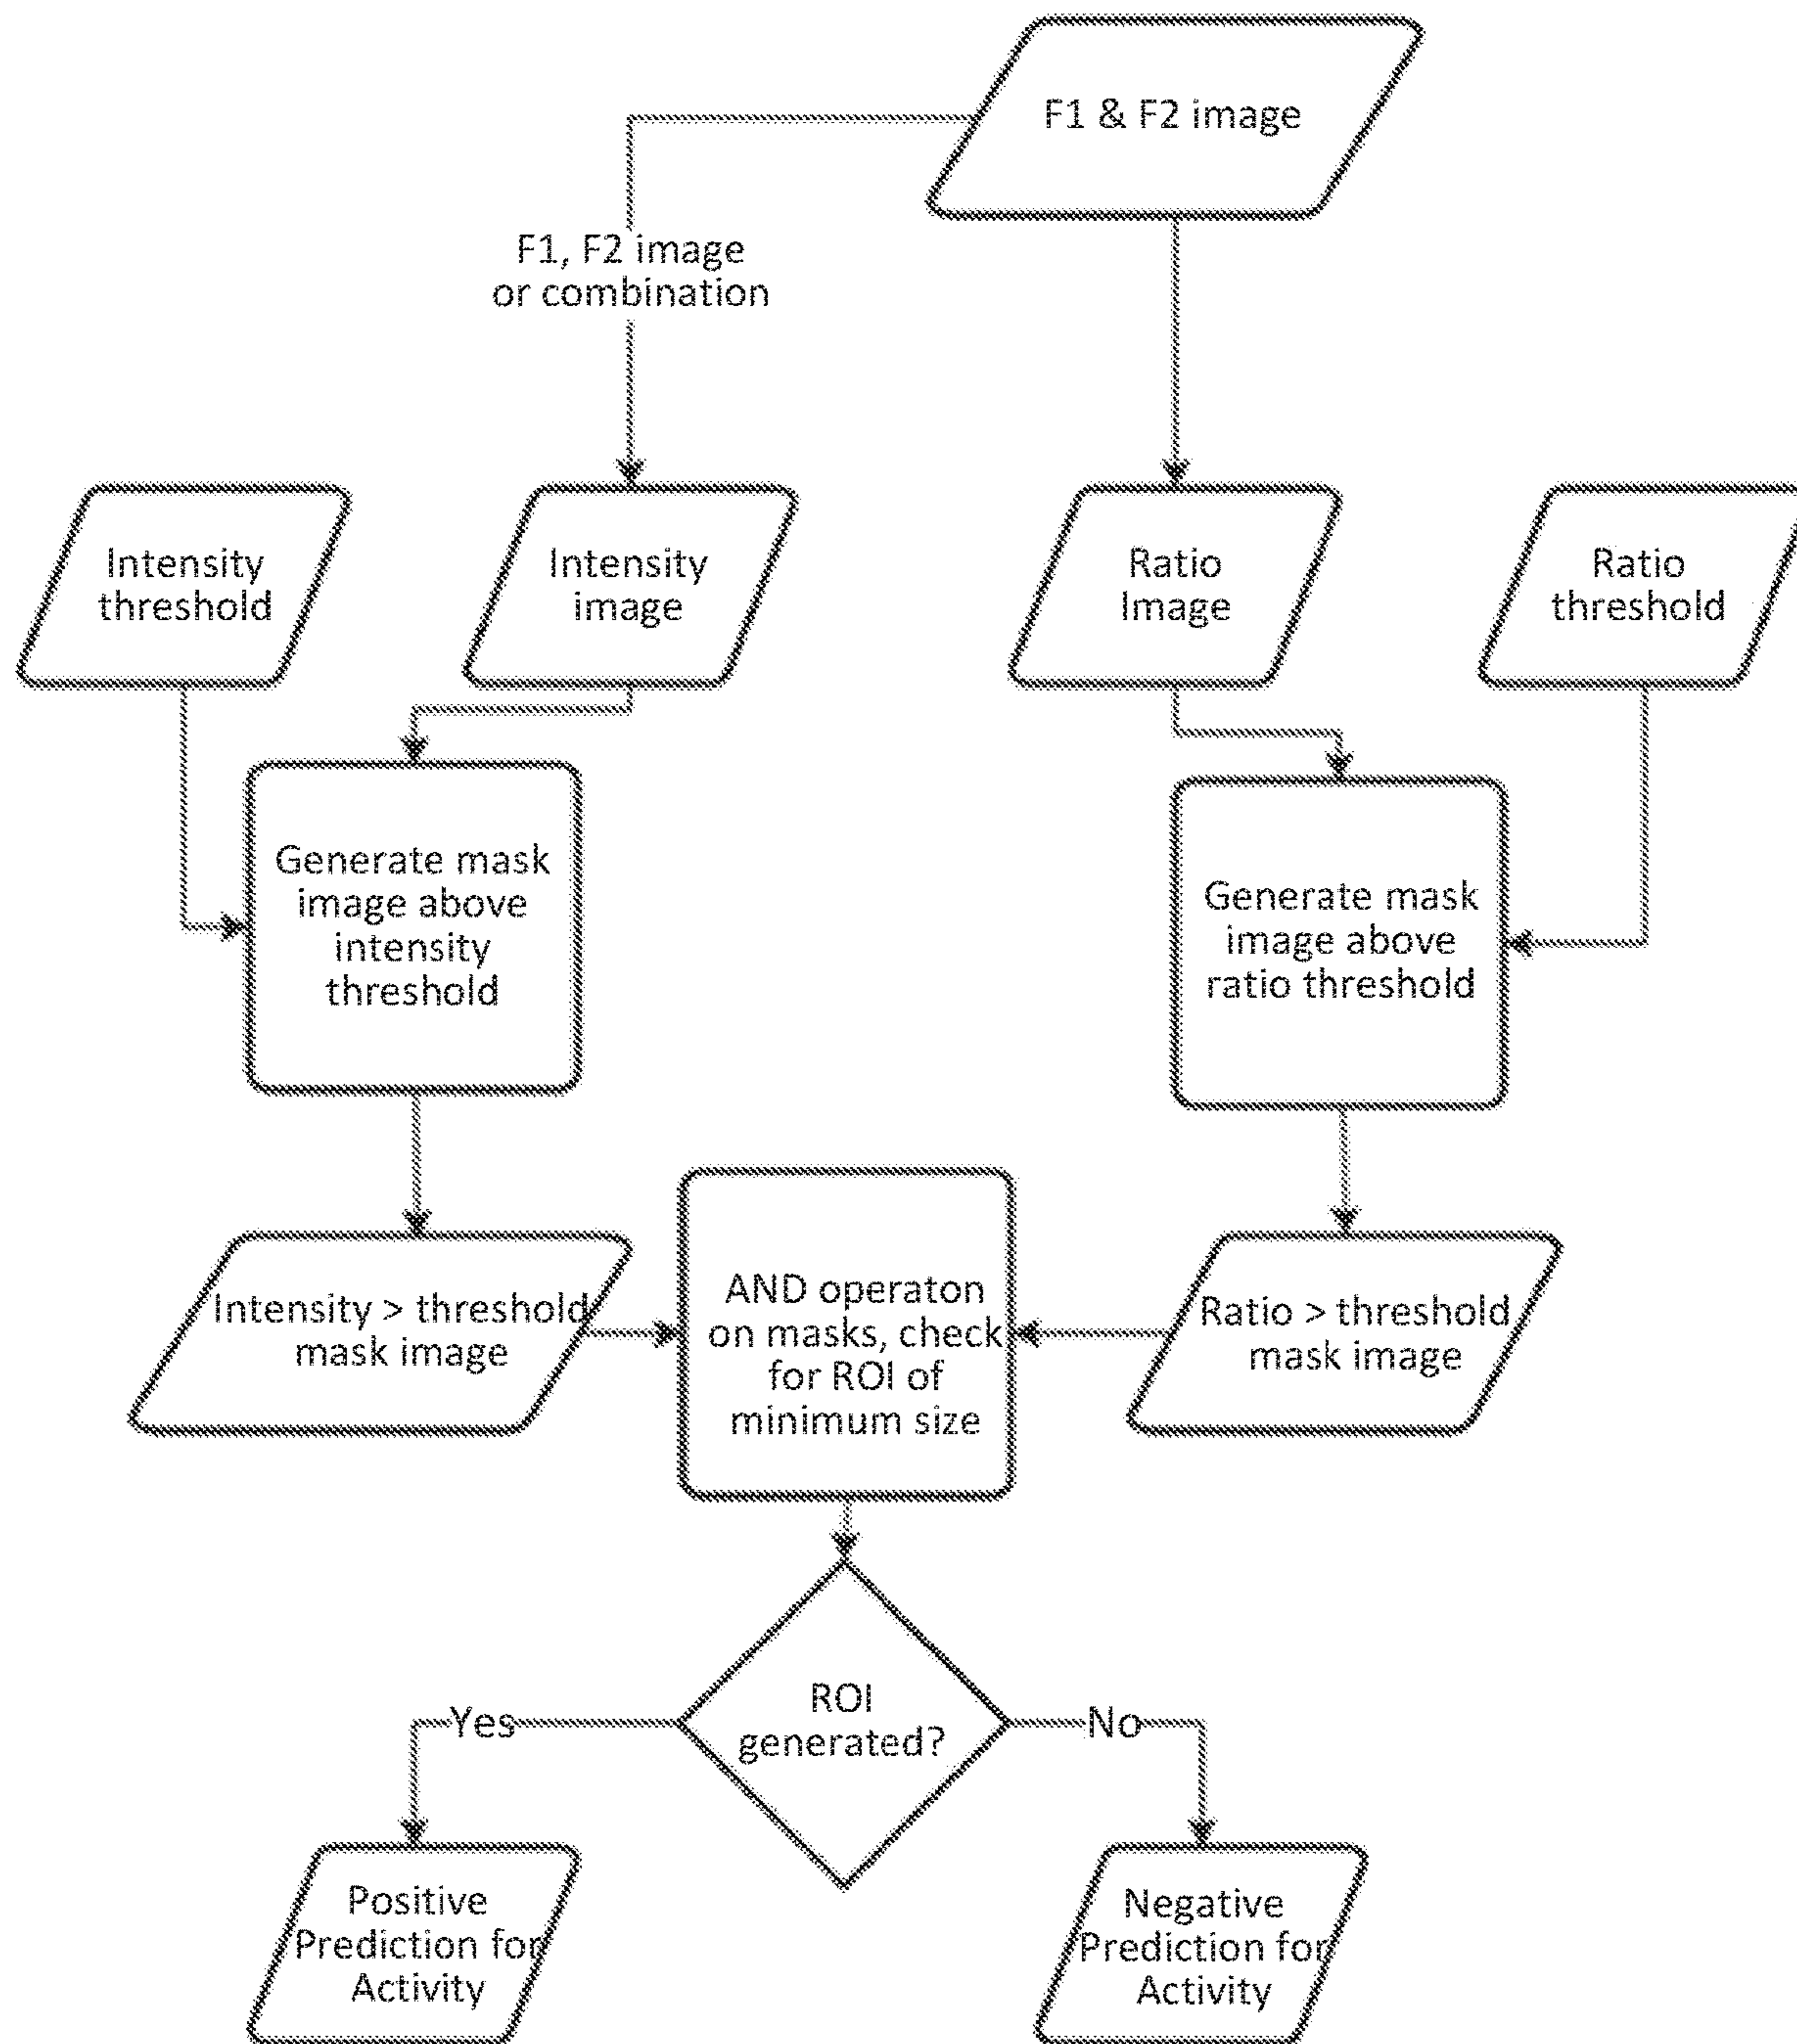 F1 & F2 image
F1, F2 image
or combination
Intensity
threshold
Intensity
image
Ratio
Image
Ratio
threshold
Generate mask
image above
intensity
threshold
Generate mask
image above
ratio threshold
Intensity > threshold
mask image
AND operaton
on masks, check
for ROI of
minimum size
Ratio > threshold
mask image
ROI
generated?
Yes
No
Positive
Prediction for
Activity
Negative
Prediction for
Activity